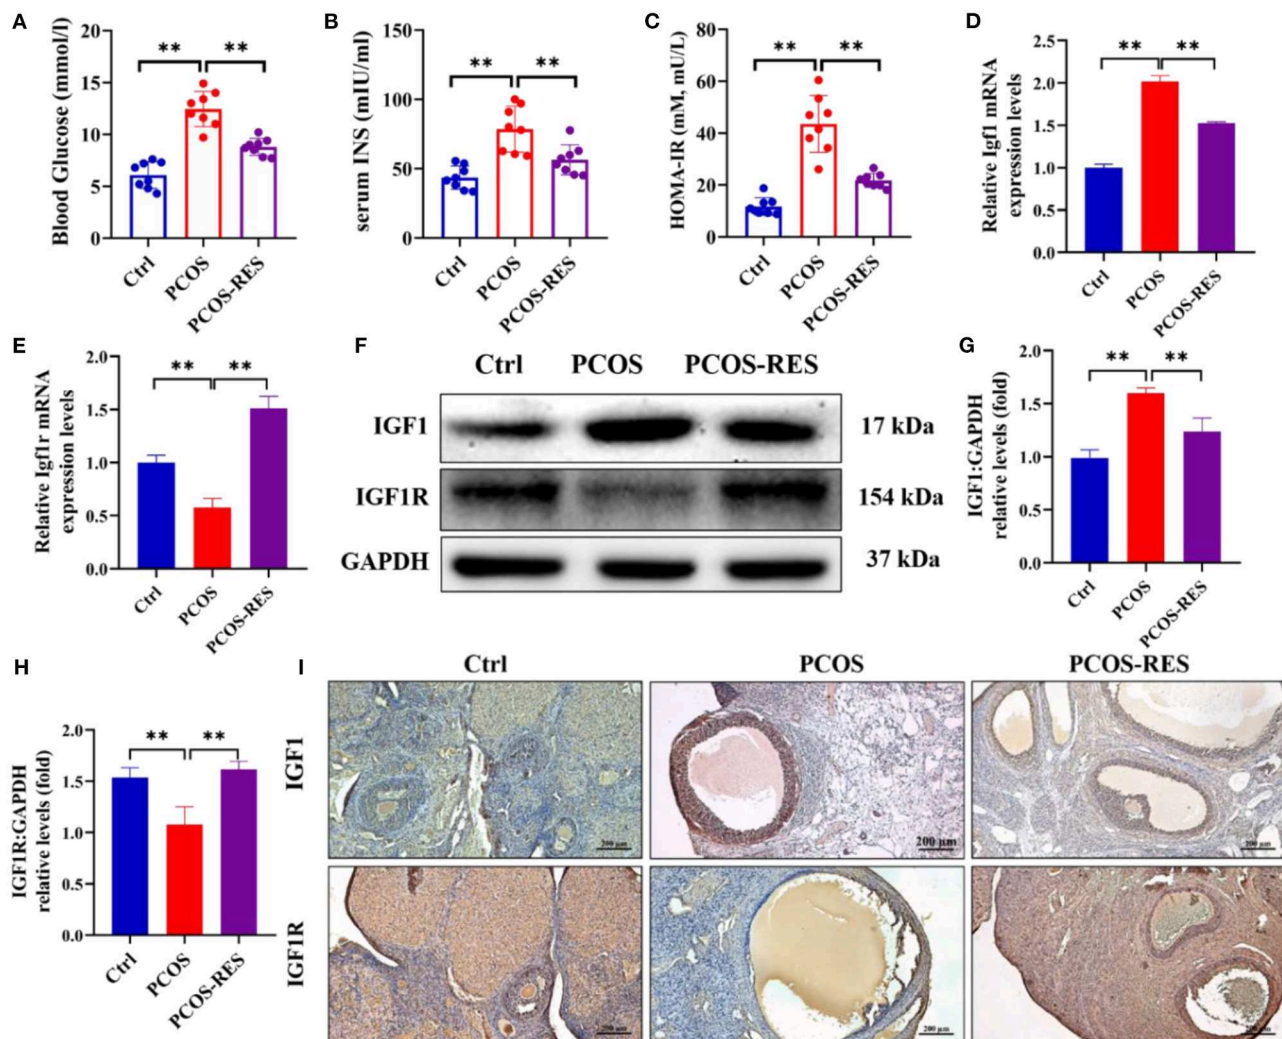 A
Blood Glucose (mmol/l)
20
15
10
5
0
** **
Ctrl
PCOS
PCOS-RES
B
serum INS (mIU/ml)
150
100
50
0
** **
Ctrl
PCOS
PCOS-RES
C
HOMA-IR (mM, mU/L)
80
60
40
20
0
** **
Ctrl
PCOS
PCOS-RES
D
Relative Igf1 mRNA
expression levels
2.5
2.0
1.5
1.0
0.5
0.0
** **
Ctrl
PCOS
PCOS-RES
E
Relative Igf1r mRNA
expression levels
2.0
1.5
1.0
0.5
0.0
** **
Ctrl
PCOS
PCOS-RES
F
Ctrl PCOS PCOS-RES
IGF1 17 kDa
IGF1R 154 kDa
GAPDH 37 kDa
G
IGF1:GAPDH
relative levels (fold)
2.0
1.5
1.0
0.5
0.0
** **
Ctrl
PCOS
PCOS-RES
H
IGF1R:GAPDH
relative levels (fold)
2.0
1.5
1.0
0.5
0.0
** **
Ctrl
PCOS
PCOS-RES
I
Ctrl PCOS PCOS-RES
IGF1
200 μm 200 μm 200 μm
IGF1R
200 μm 200 μm 200 μm